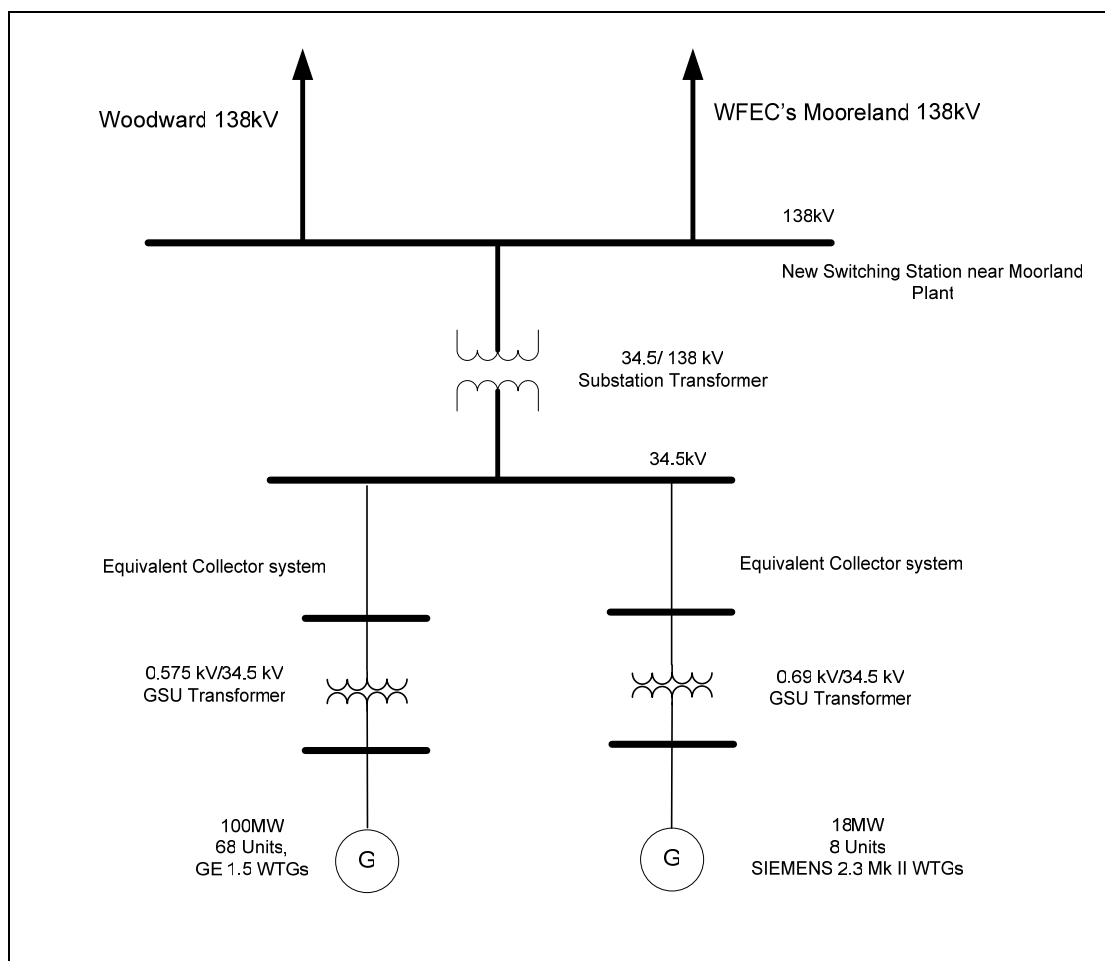 Woodward 138kV
WFEC's Mooreland 138kV
138kV
New Switching Station near Moorland
Plant
34.5/ 138 kV
Substation Transformer
34.5kV
Equivalent Collector system
Equivalent Collector system
0.575 kV/34.5 kV
GSU Transformer
0.69 kV/34.5 kV
GSU Transformer
100MW
68 Units,
GE 1.5 WTGs
G
18MW
8 Units
SIEMENS 2.3 Mk II WTGs
G